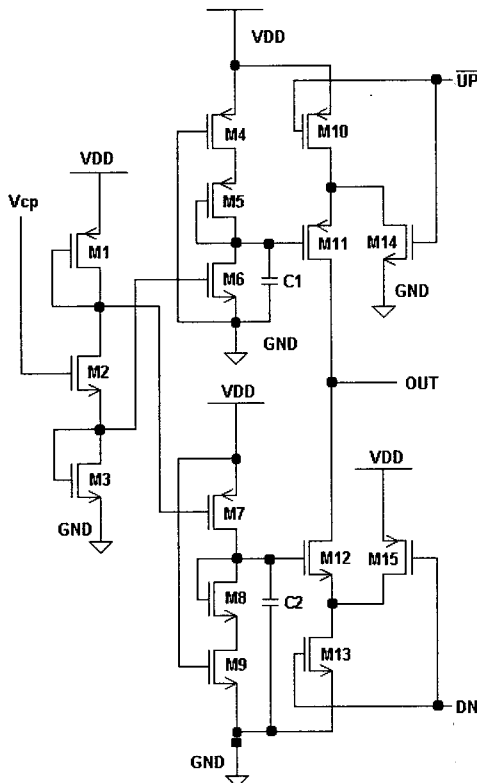 VDD
UP
M4
M10
VDD
Vcp
M5
M1
M11
M14
M6
C1
GND
GND
M2
VDD
OUT
M3
VDD
GND
M7
M12
M15
M8
C2
M13
M9
DN
GND